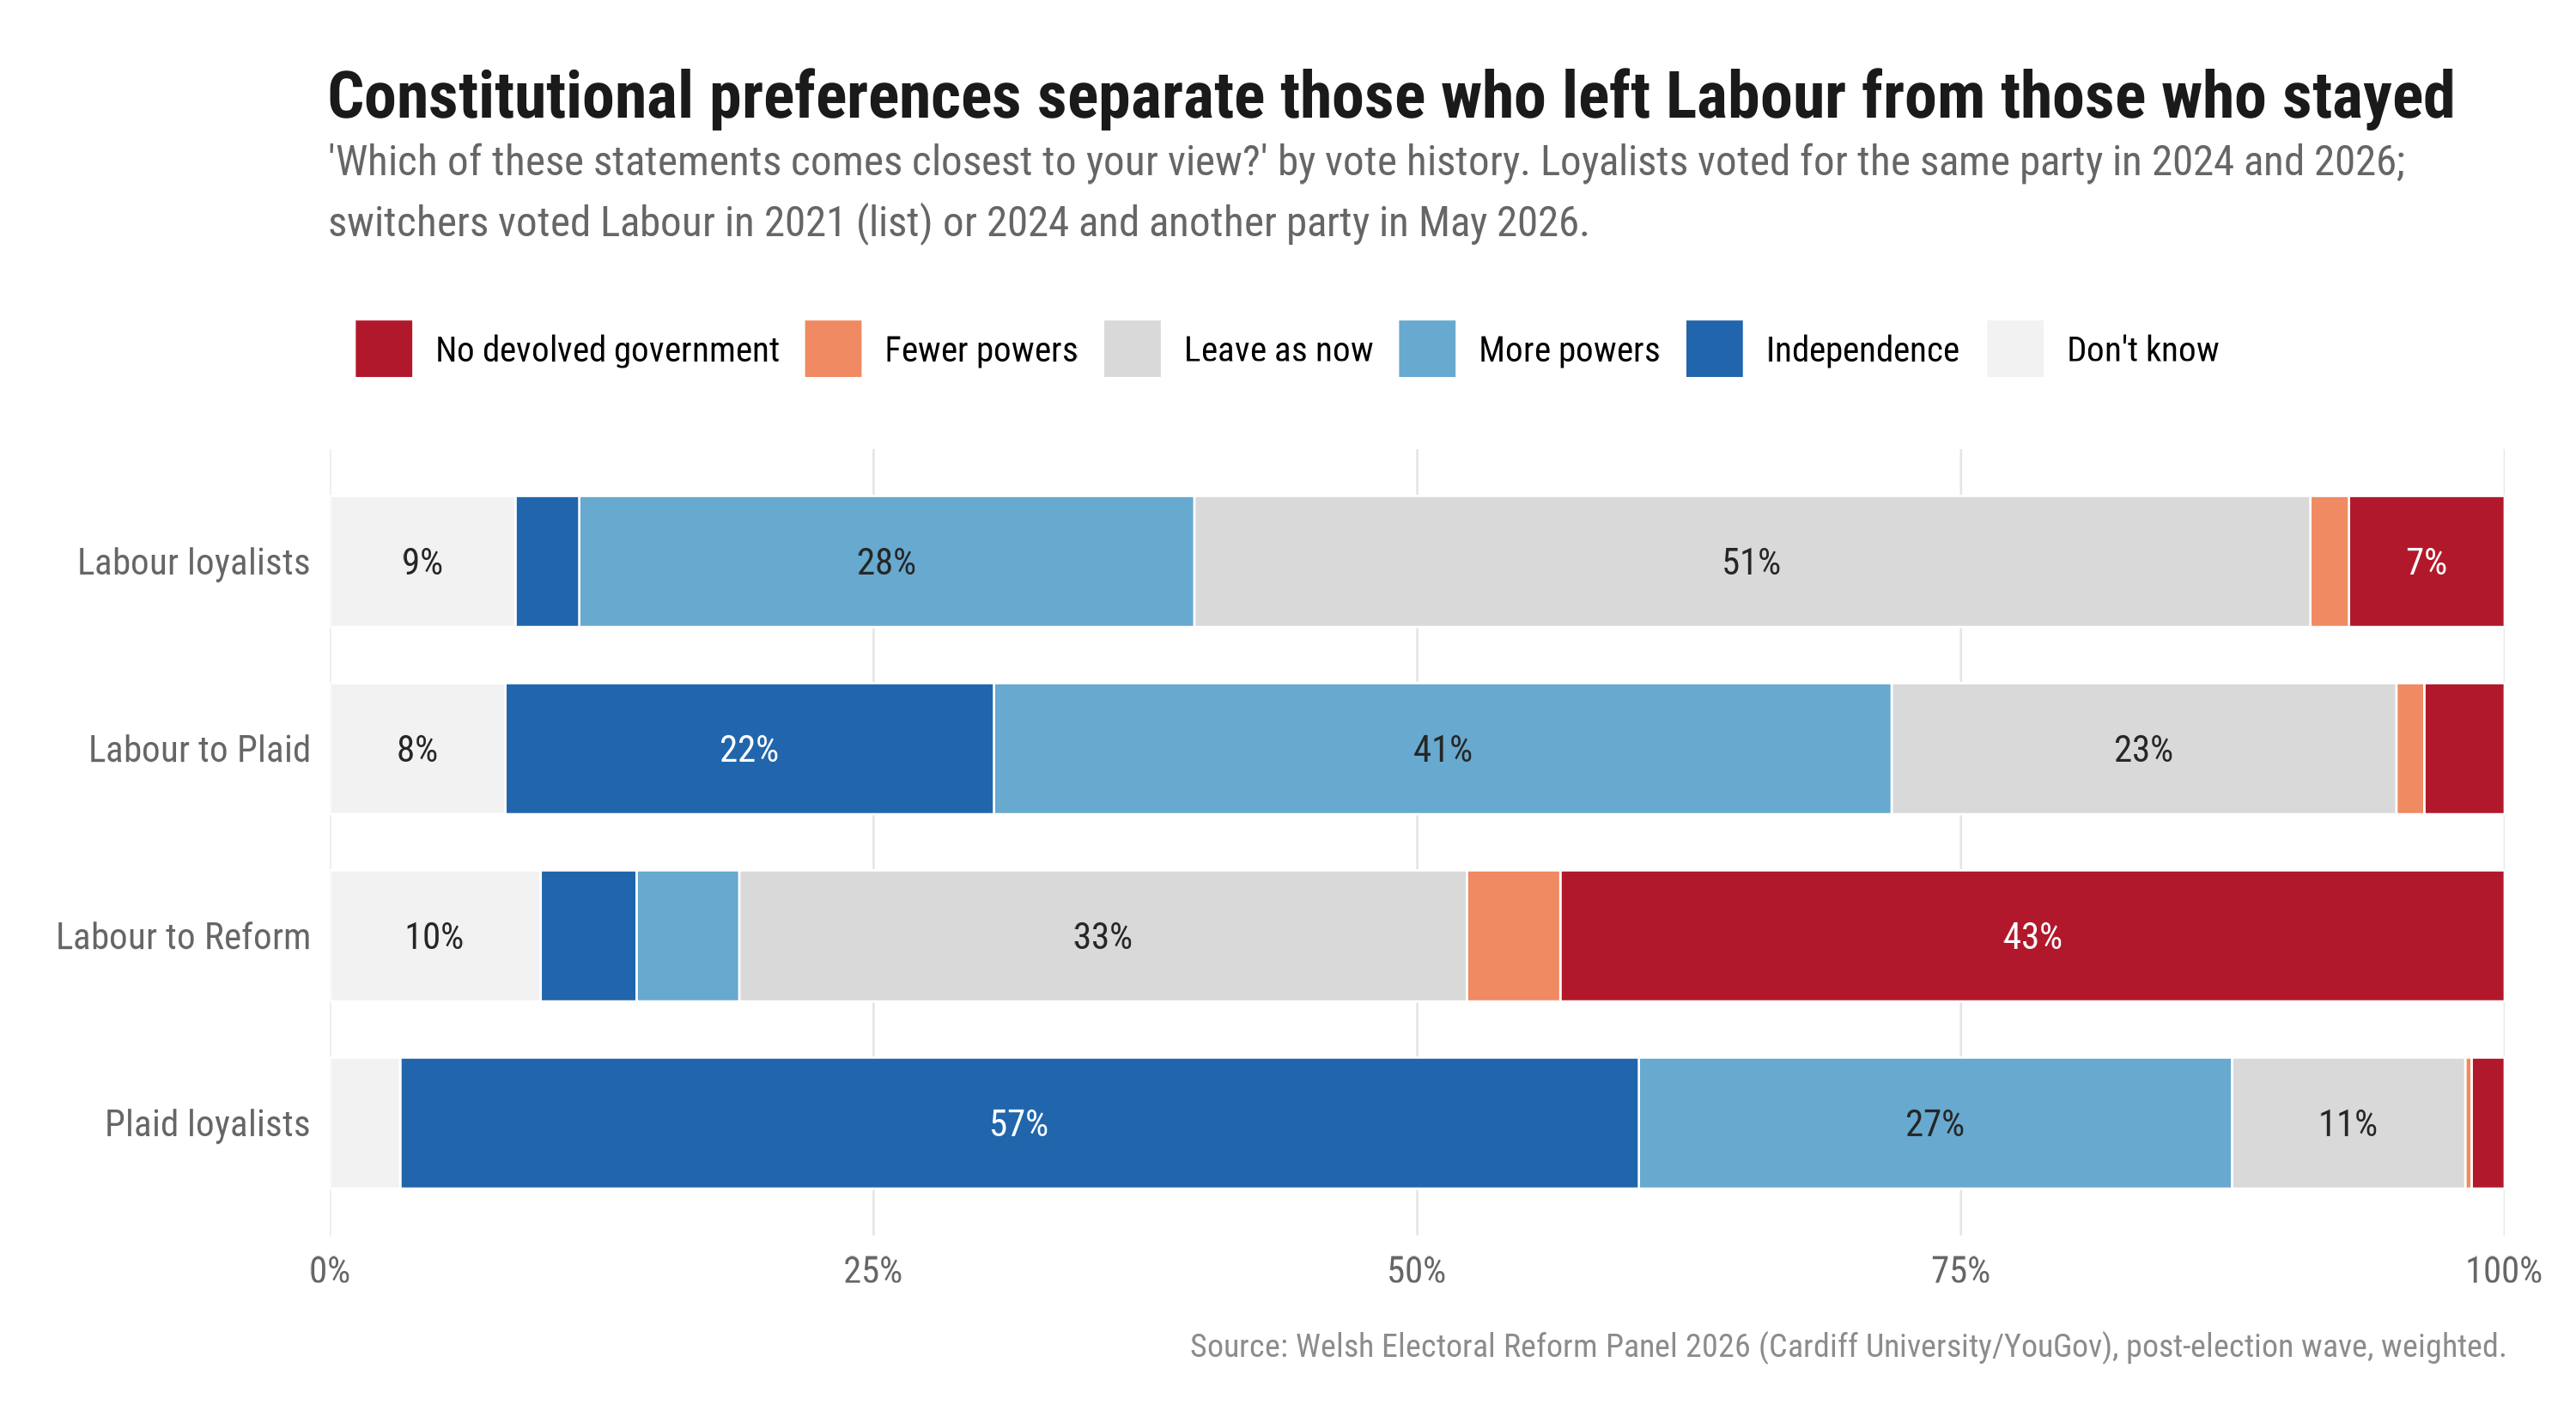 Constitutional preferences separate those who left Labour from those who stayed
'Which of these statements comes closest to your view?' by vote history. Loyalists voted for the same party in 2024 and 2026;
switchers voted Labour in 2021 (list) or 2024 and another party in May 2026.
No devolved government Fewer powers Leave as now More powers Independence Don't know
Labour loyalists 9% 28% 51% 7%
Labour to Plaid 8% 22% 41% 23%
Labour to Reform 10% 33% 43%
Plaid loyalists 57% 27% 11%
0% 25% 50% 75% 100%
Source: Welsh Electoral Reform Panel 2026 (Cardiff University/YouGov), post-election wave, weighted.